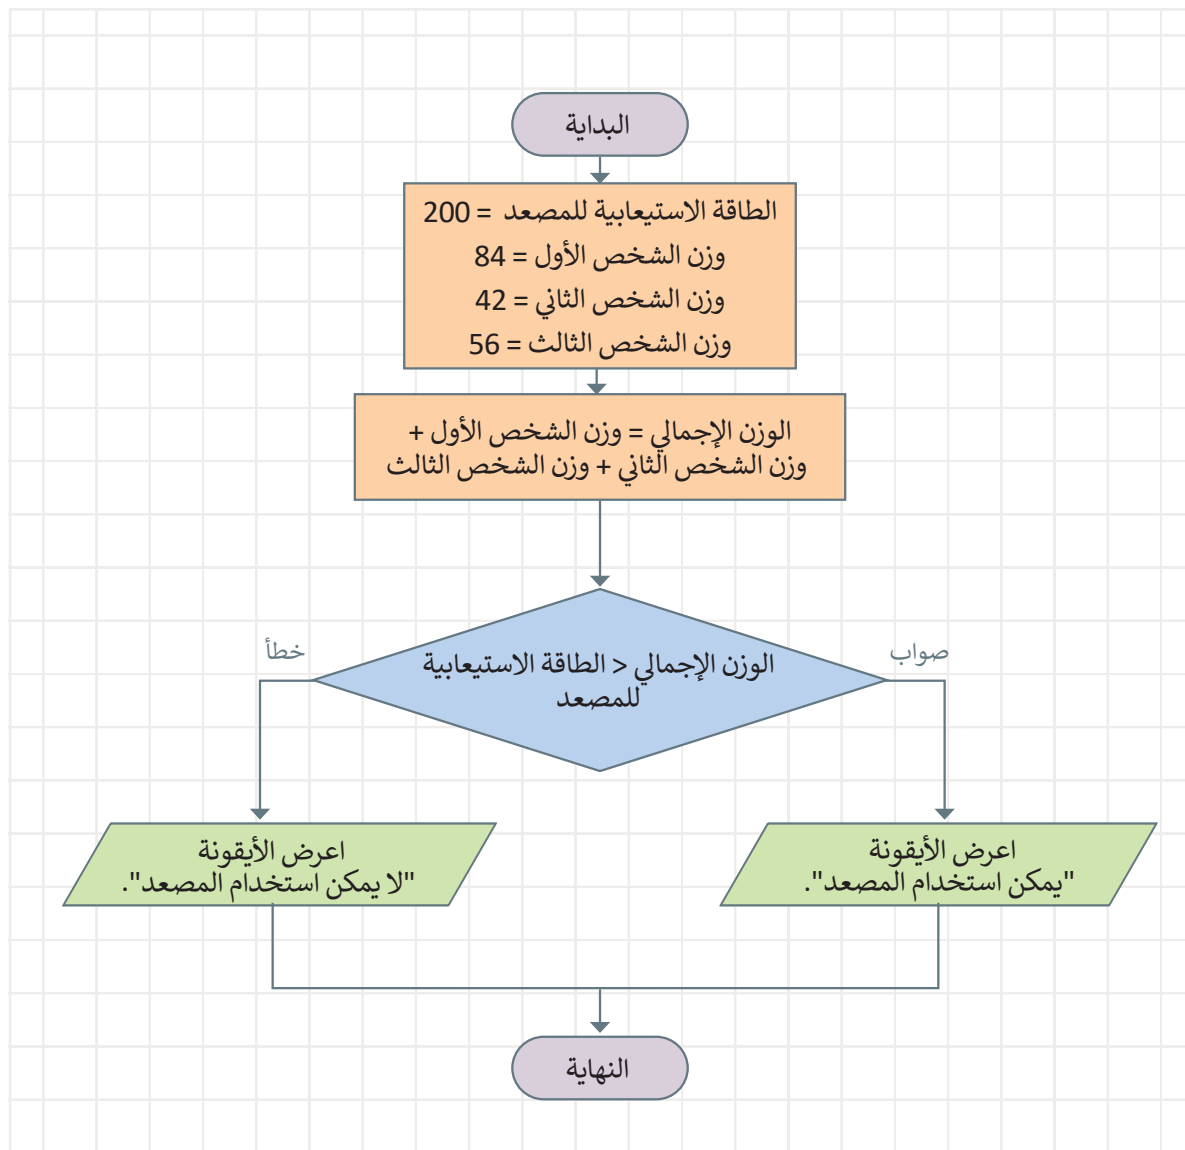 البداية
الطاقة الاستيعابية للمصعد = 200
وزن الشخص الأول = 84
وزن الشخص الثاني = 42
وزن الشخص الثالث = 56
الوزن الإجمالي = وزن الشخص الأول +
وزن الشخص الثاني + وزن الشخص الثالث
صواب
خطأ
الوزن الإجمالي < الطاقة الاستيعابية
للمصعد
اعرض الأيقونة
"يمكن استخدام المصعد".
اعرض الأيقونة
"لا يمكن استخدام المصعد".
النهاية